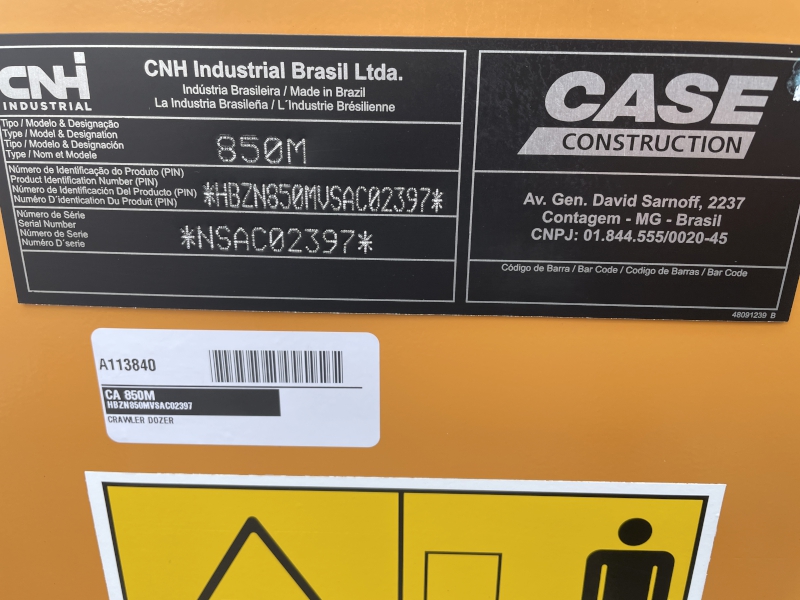 CNH
INDUSTRIAL
CNH Industrial Brasil Ltda.
Indústria Brasileira / Made in Brazil
La Industria Brasileña / L´Industrie Brésilienne
Tipo / Modelo & Designação
Type / Model & Designation
Tipo / Modelo & Designación
Type / Nom et Modele
850M
Número de Identificação do Produto (PIN)
Product Identification Number (PIN)
Número de Identificación Del Producto (PIN)
Numéro D´identication Du Produit (PIN)
*HBZN850MVSAC02397*
Número de Série
Serial Number
Número de Serie
Numéro D´serie
*NSAC02397*
CASE
CONSTRUCTION
Av. Gen. David Sarnoff, 2237
Contagem - MG - Brasil
CNPJ: 01.844.555/0020-45
Código de Barra / Bar Code / Codigo de Barras / Bar Code
48091239 B
A113840
CA 850M
HBZN850MVSAC02397
CRAWLER DOZER